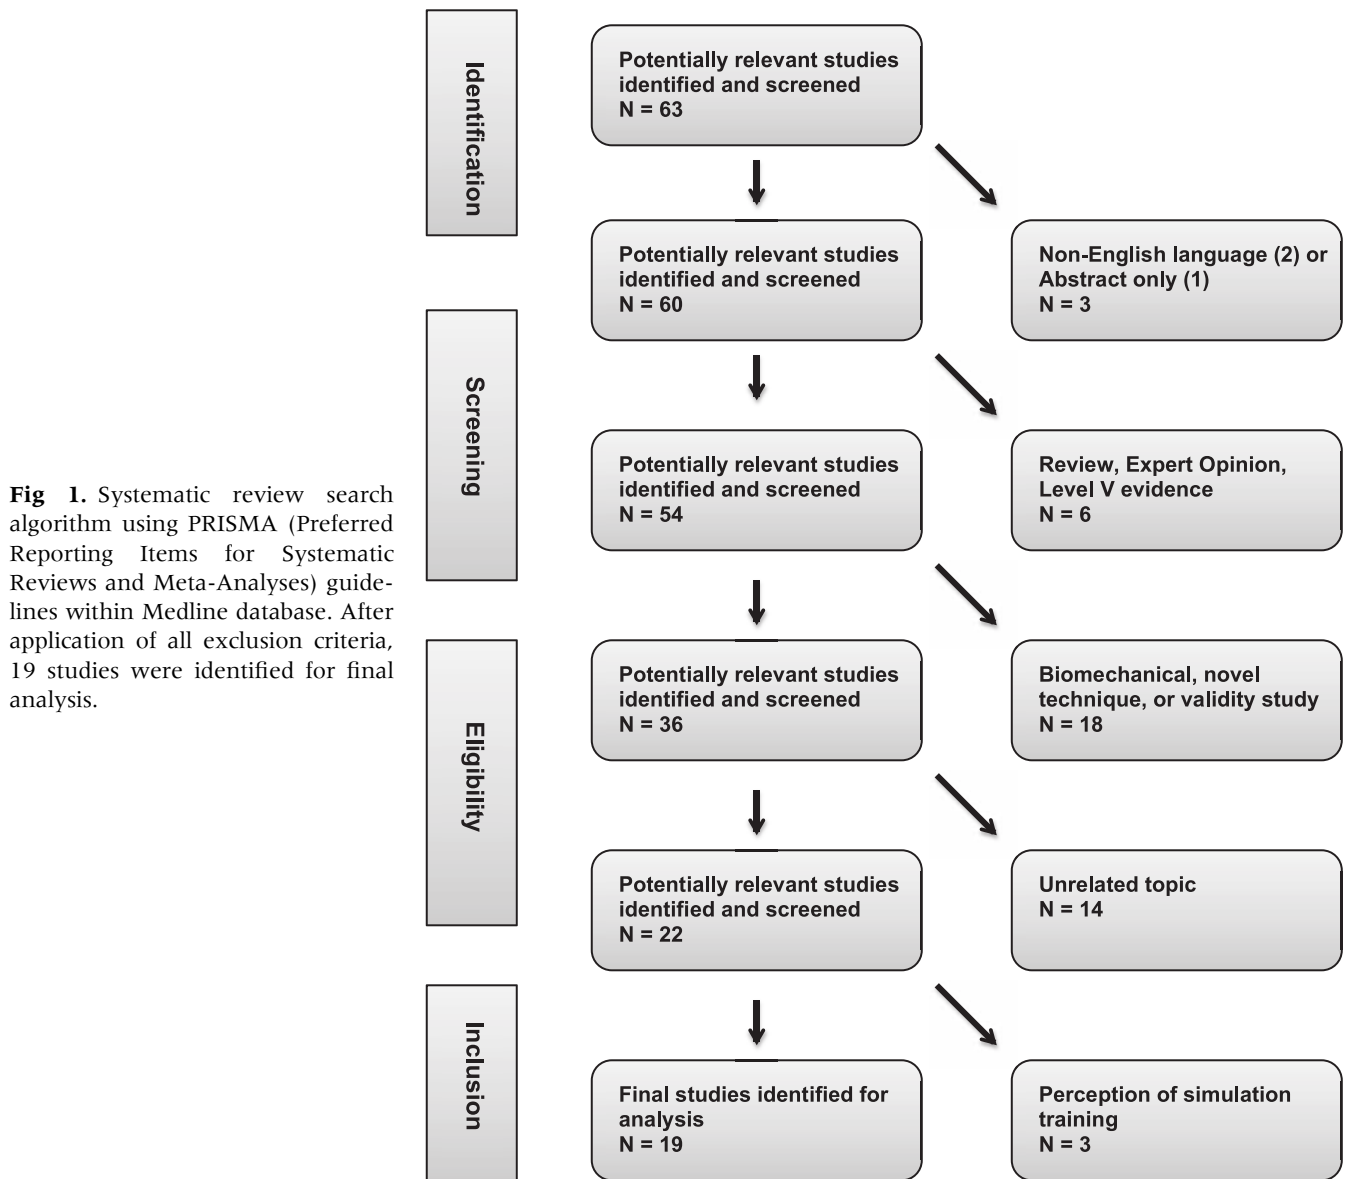 Identification
Potentially relevant studies
identified and screened
N = 63
Potentially relevant studies
identified and screened
N = 60
Non-English language (2) or
Abstract only (1)
N = 3
Screening
Potentially relevant studies
identified and screened
N = 54
Review, Expert Opinion,
Level V evidence
N = 6
Fig 1. Systematic review search
algorithm using PRISMA (Preferred
Reporting Items for Systematic
Reviews and Meta-Analyses) guide-
lines within Medline database. After
application of all exclusion criteria,
19 studies were identified for final
analysis.
Eligibility
Potentially relevant studies
identified and screened
N = 36
Biomechanical, novel
technique, or validity study
N = 18
Potentially relevant studies
identified and screened
N = 22
Unrelated topic
N = 14
Inclusion
Final studies identified for
analysis
N = 19
Perception of simulation
training
N = 3